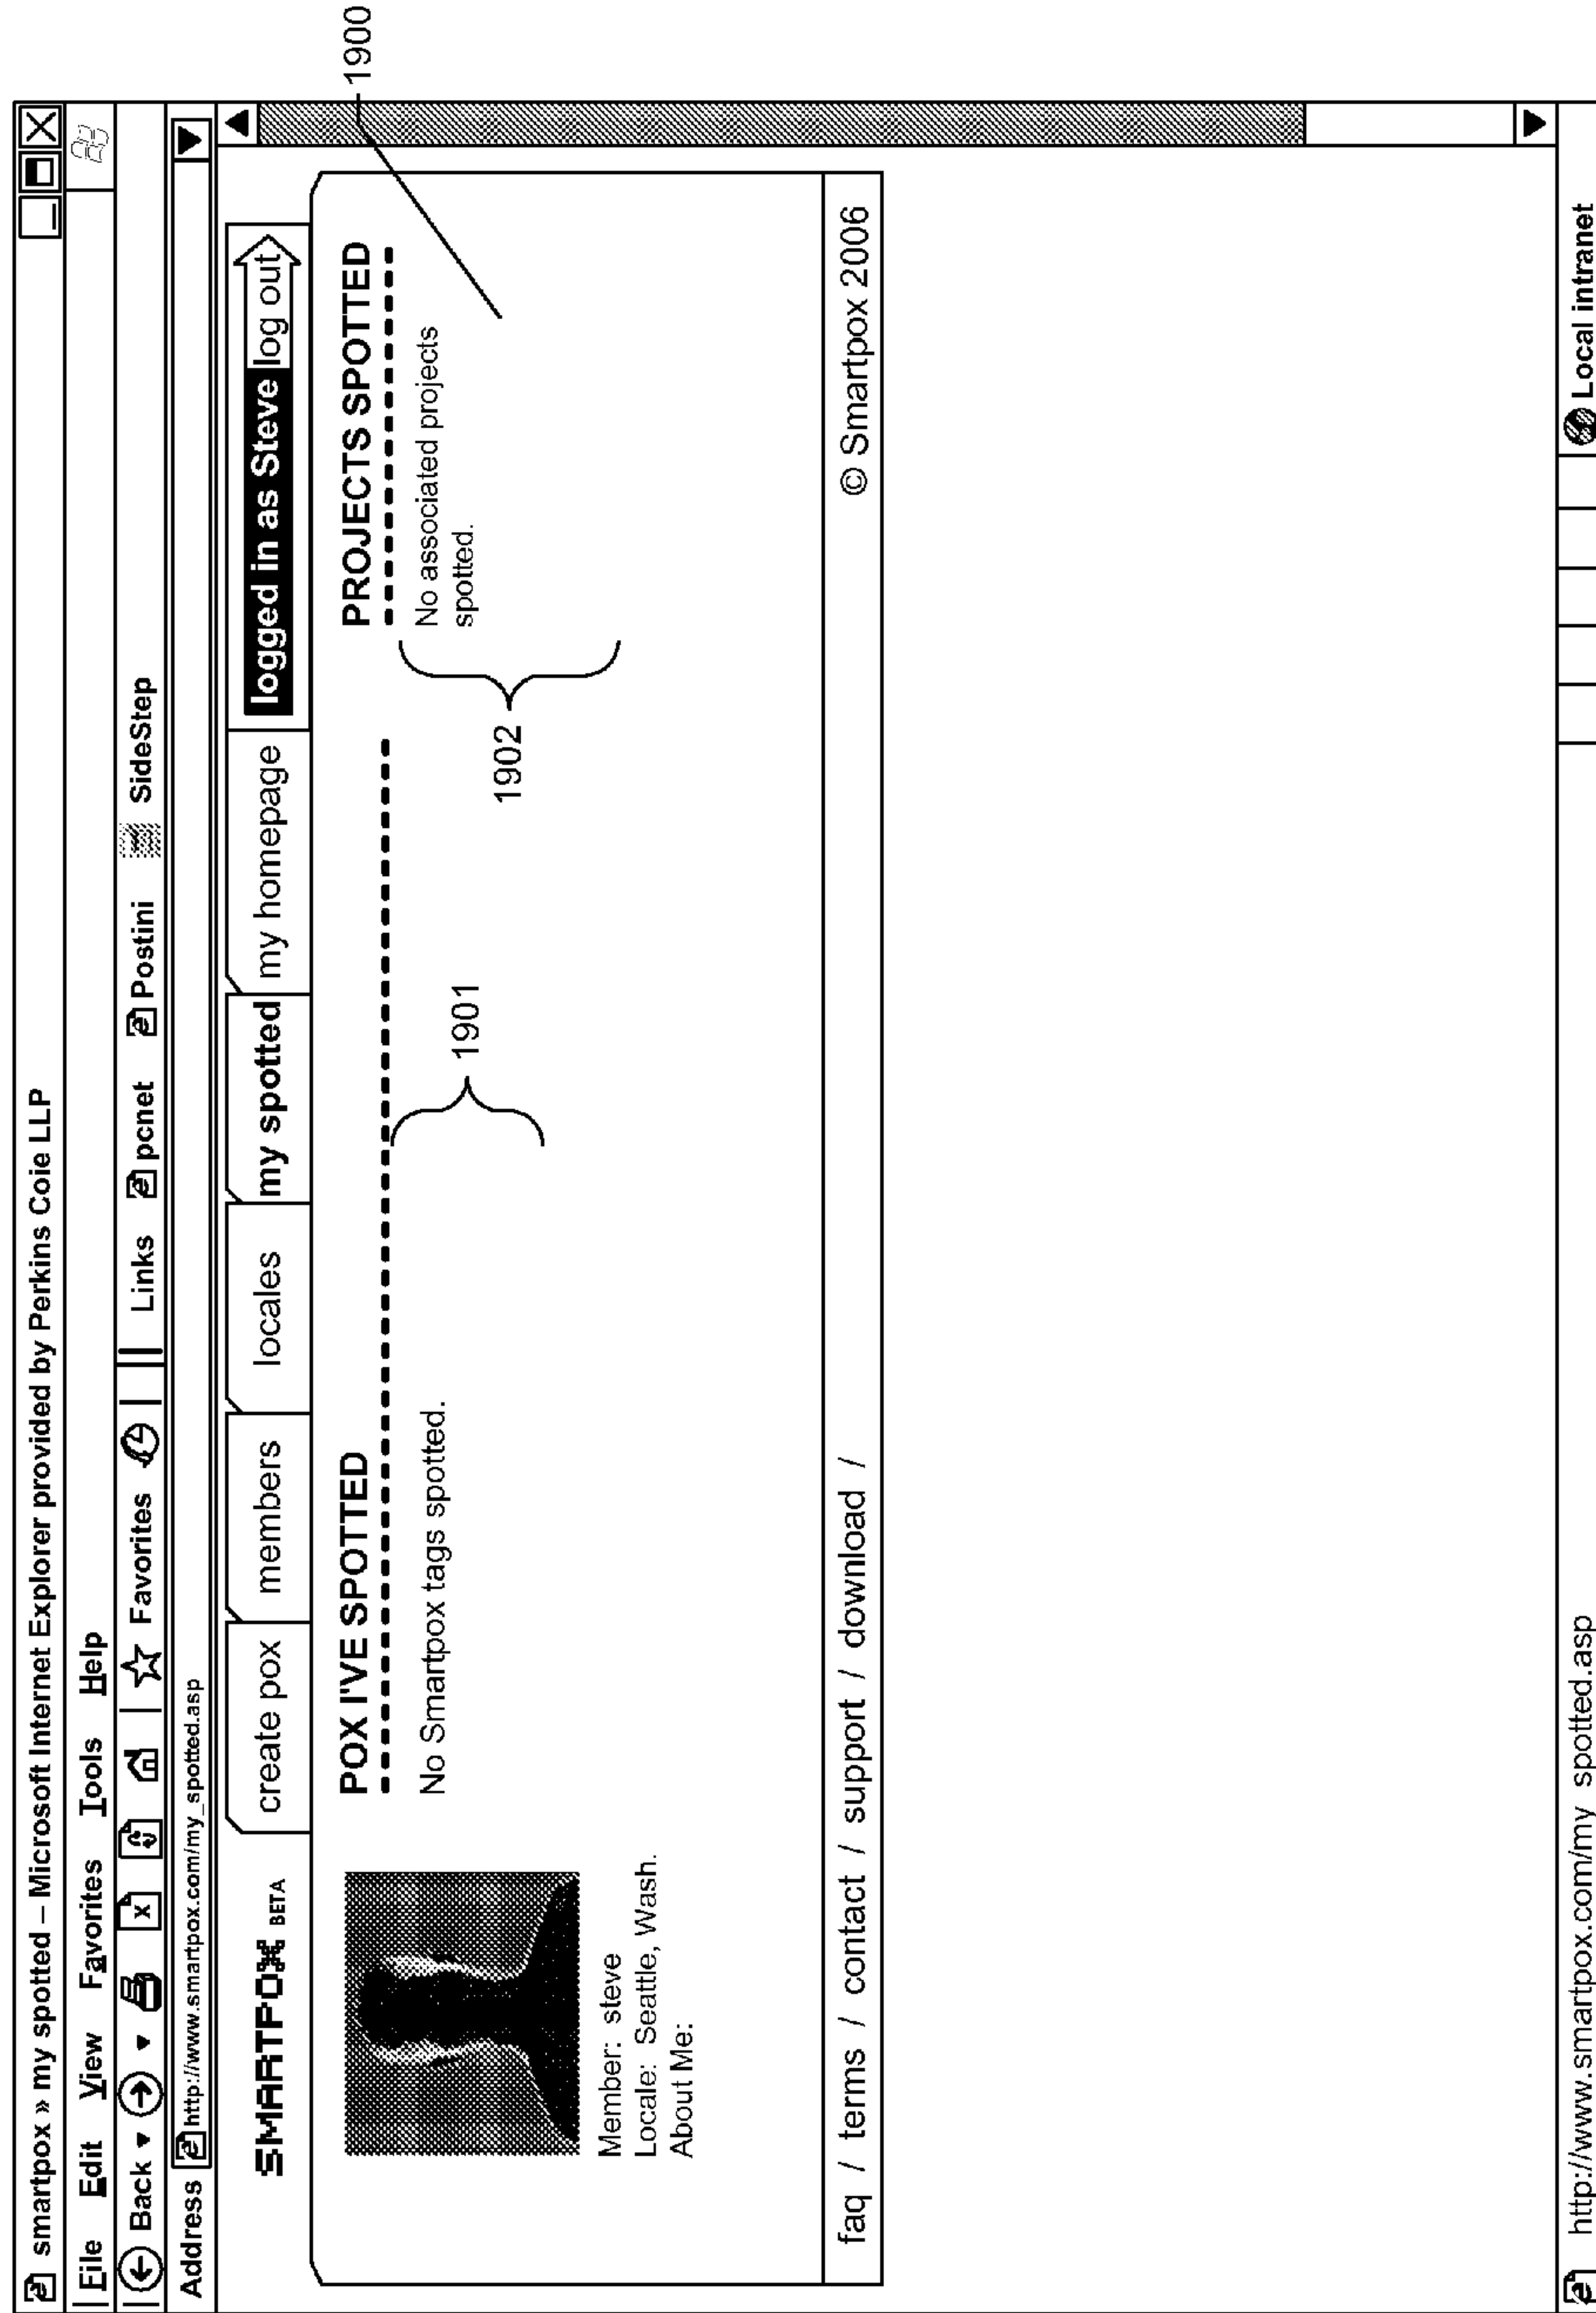 smartpox » my spotted – Microsoft Internet Explorer provided by Perkins Coie LLP
File Edit View Favorites Tools Help
Back Favorites Links pcnet Postini SideStep
Address http://www.smartpox.com/my_spotted.asp
SMARTPOX BETA
create pox members locales my spotted my homepage logged in as Steve log out
POX I'VE SPOTTED
No Smartpox tags spotted.
1901
PROJECTS SPOTTED
No associated projects
spotted.
1902
1900
Member: steve
Locale: Seattle, Wash.
About Me:
faq / terms / contact / support / download /
© Smartpox 2006
http://www.smartpox.com/my_spotted.asp
Local intranet